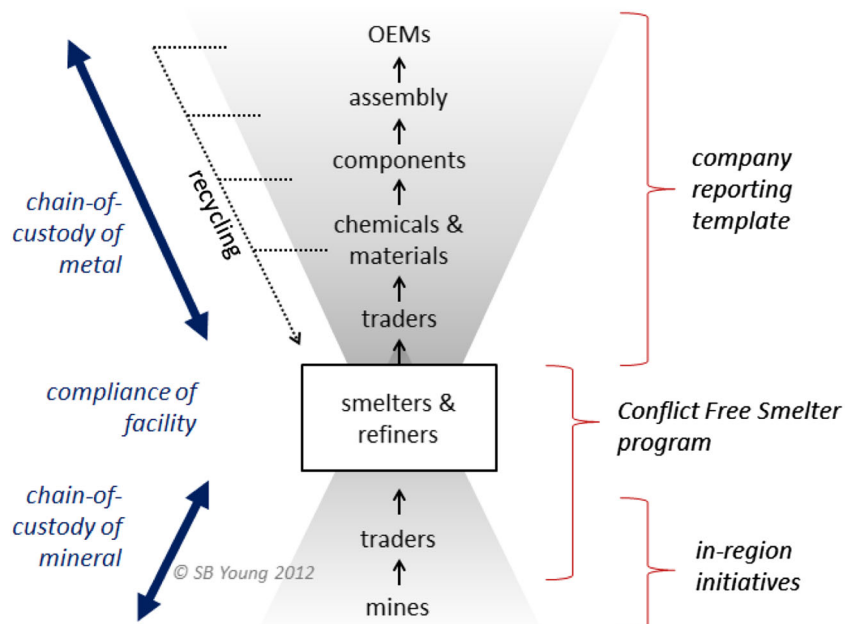 OEMs
assembly
components
chemicals &
materials
traders
smelters &
refiners
traders
mines
recycling
chain-of-
custody of
metal
compliance of
facility
chain-of-
custody of
mineral
© SB Young 2012
company
reporting
template
Conflict Free Smelter
program
in-region
initiatives